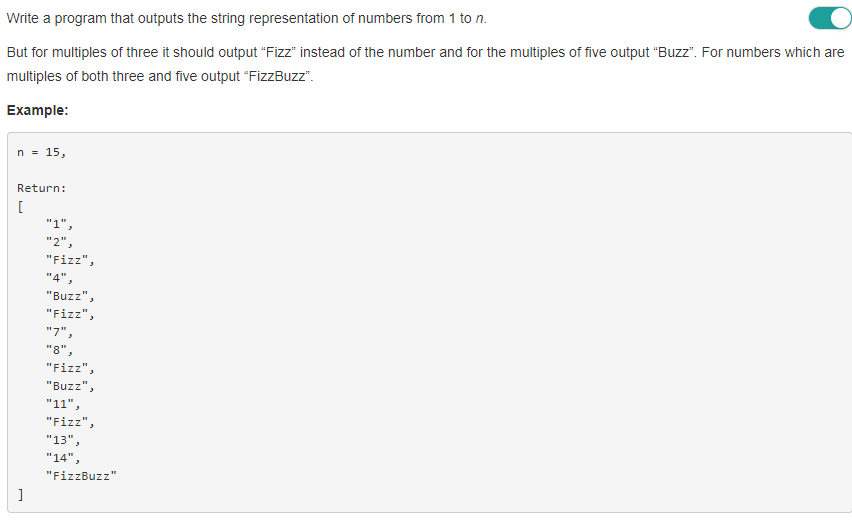 Write a program that outputs the string representation of numbers from 1 to n.
But for multiples of three it should output “Fizz” instead of the number and for the multiples of five output “Buzz”. For numbers which are
multiples of both three and five output “FizzBuzz”.
Example:
n = 15,
Return:
[
    "1",
    "2",
    "Fizz",
    "4",
    "Buzz",
    "Fizz",
    "7",
    "8",
    "Fizz",
    "Buzz",
    "11",
    "Fizz",
    "13",
    "14",
    "FizzBuzz"
]